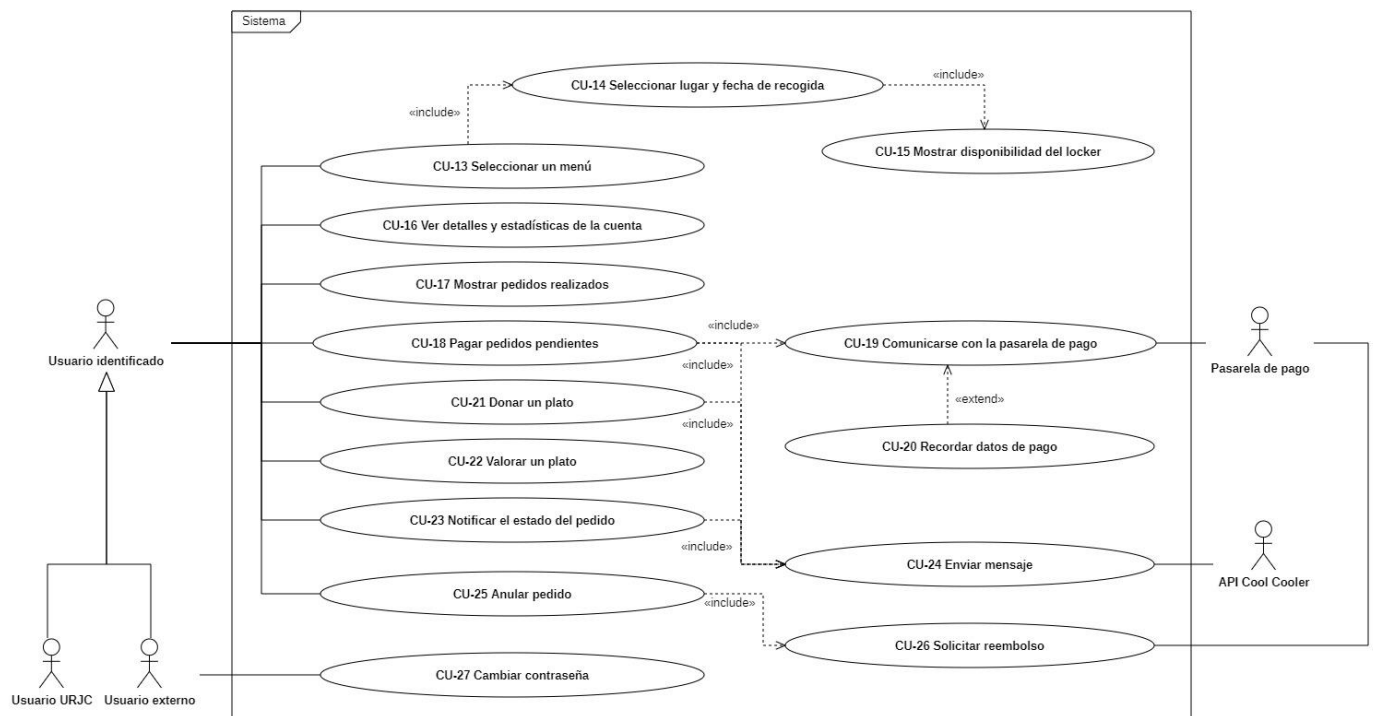 Sistema
«include»
CU-14 Seleccionar lugar y fecha de recogida
«include»
CU-13 Seleccionar un menú
CU-15 Mostrar disponibilidad del locker
CU-16 Ver detalles y estadísticas de la cuenta
CU-17 Mostrar pedidos realizados
Usuario identificado
CU-18 Pagar pedidos pendientes
«include»
CU-19 Comunicarse con la pasarela de pago
Pasarela de pago
«include»
CU-21 Donar un plato
«extend»
«include»
CU-20 Recordar datos de pago
CU-22 Valorar un plato
CU-23 Notificar el estado del pedido
«include»
CU-24 Enviar mensaje
API Cool Cooler
CU-25 Anular pedido
«include»
CU-26 Solicitar reembolso
Usuario URJC
Usuario externo
CU-27 Cambiar contraseña